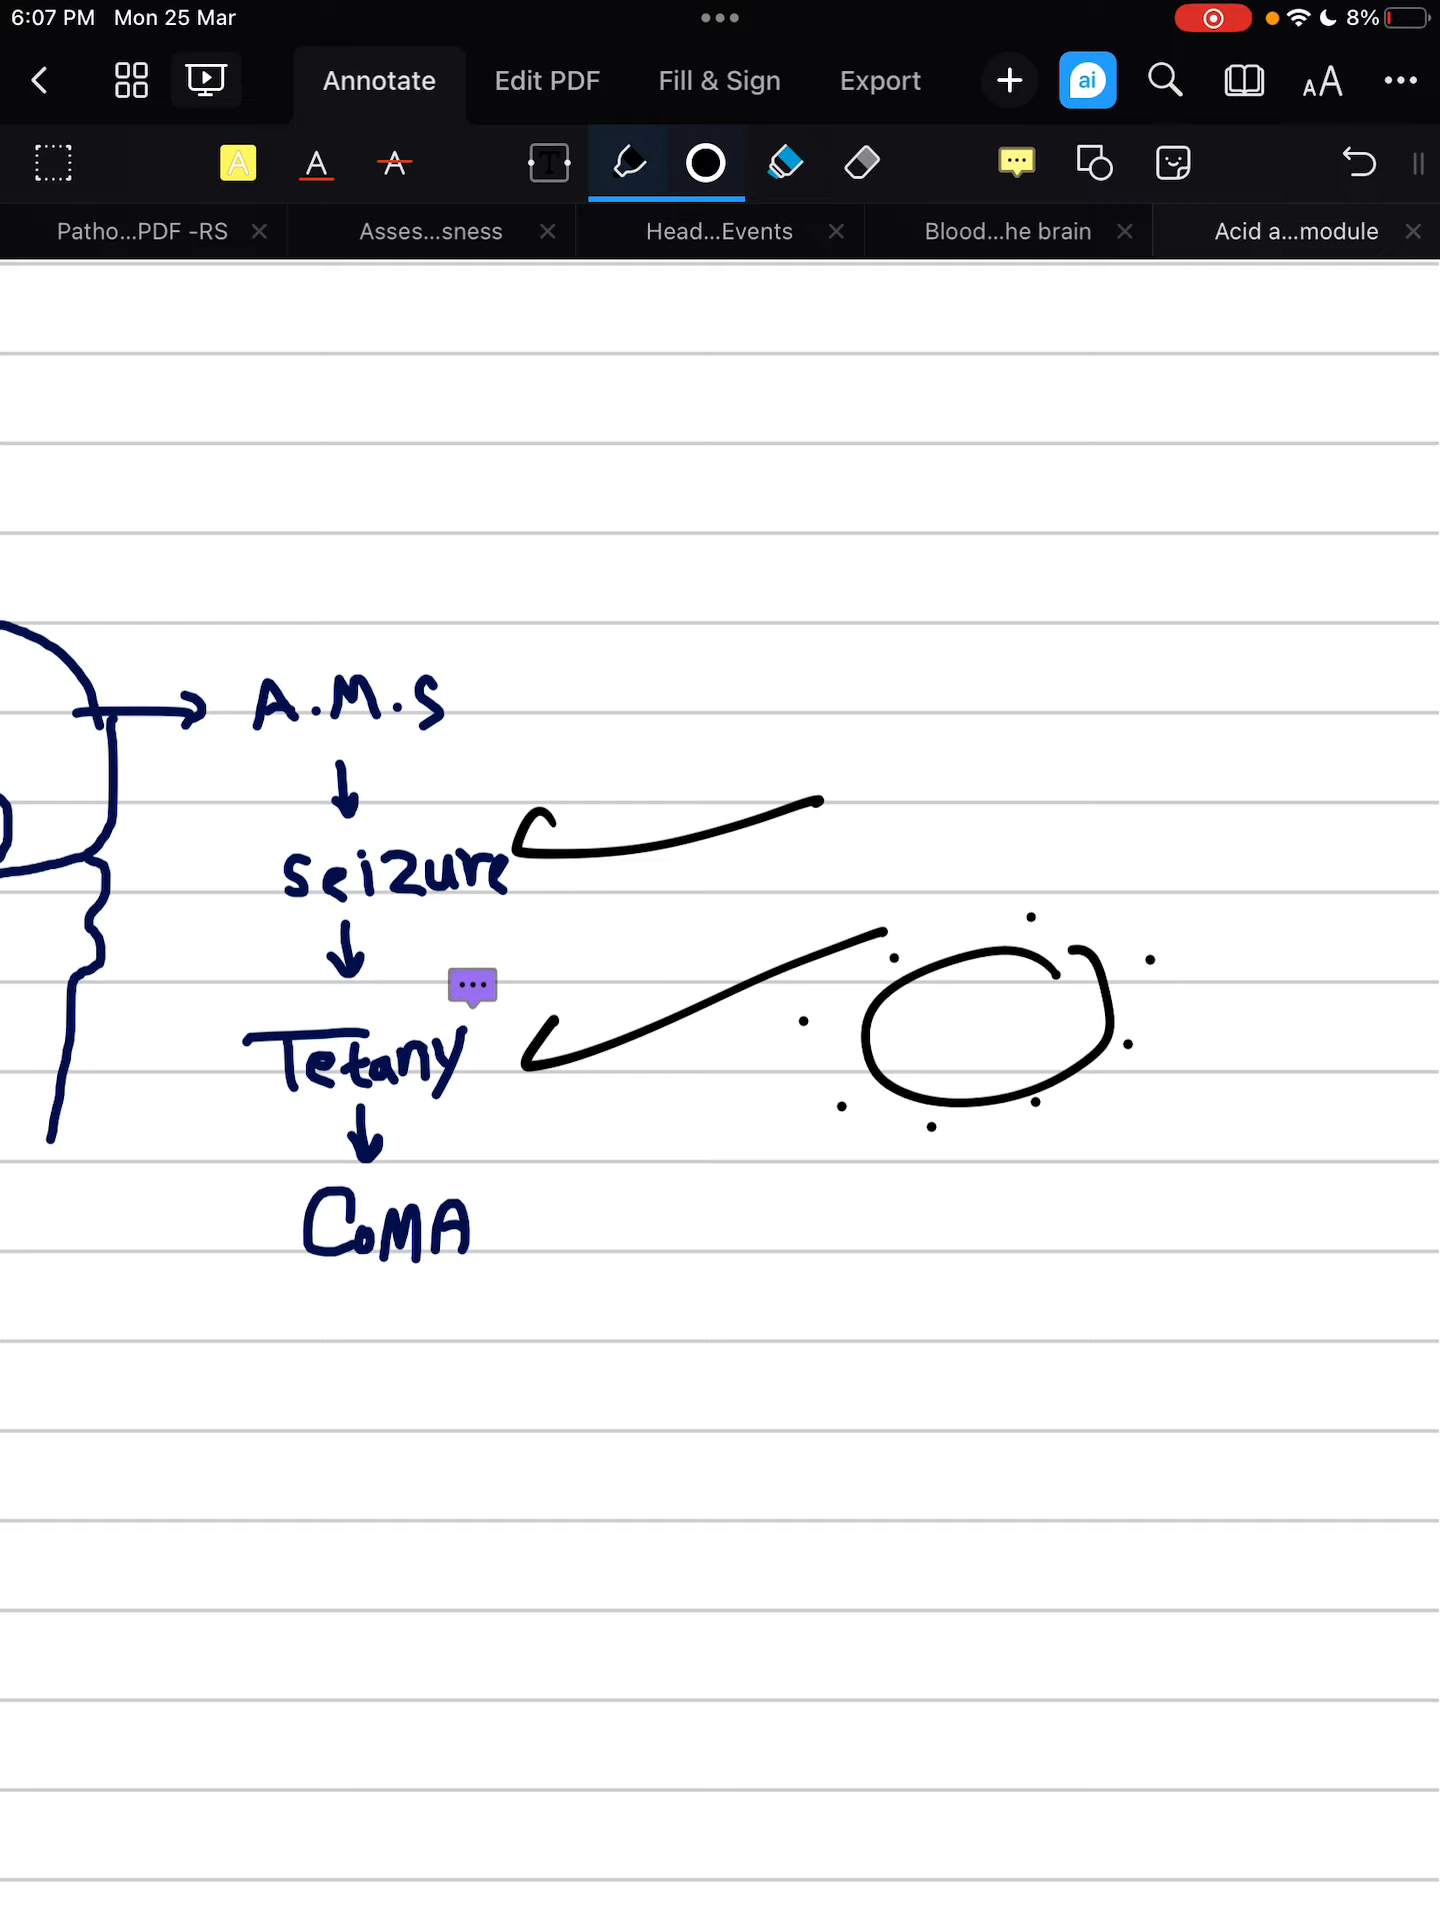 6:07 PM Mon 25 Mar 8%
Annotate Edit PDF Fill & Sign Export ai AA
A A A T
Patho...PDF -RS Asses...sness Head...Events Blood...he brain Acid a...module
A.M.S
seizure
Tetany
COMA